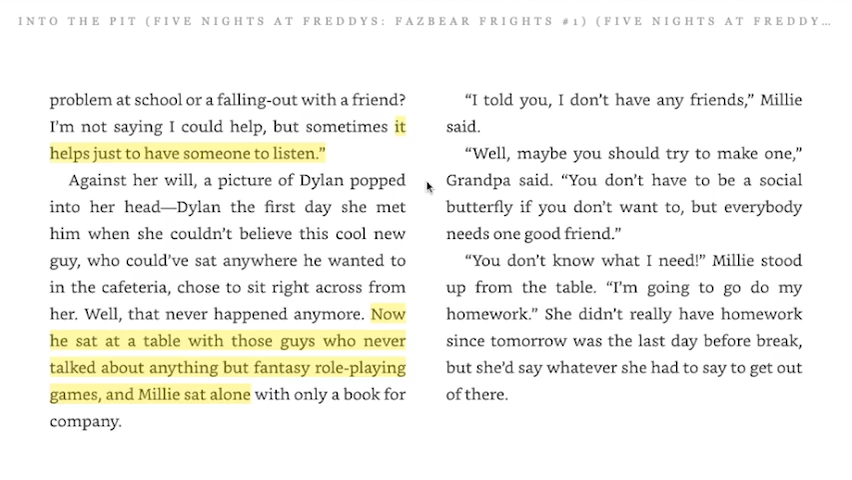 INTO THE PIT (FIVE NIGHTS AT FREDDYS: FAZBEAR FRIGHTS #1) (FIVE NIGHTS AT FREDDY...
problem at school or a falling-out with a friend?
I'm not saying I could help, but sometimes it
helps just to have someone to listen.”
Against her will, a picture of Dylan popped
into her head—Dylan the first day she met
him when she couldn't believe this cool new
guy, who could've sat anywhere he wanted to
in the cafeteria, chose to sit right across from
her. Well, that never happened anymore. Now
he sat at a table with those guys who never
talked about anything but fantasy role-playing
games, and Millie sat alone with only a book for
company.
“I told you, I don't have any friends,” Millie
said.
“Well, maybe you should try to make one,”
Grandpa said. “You don't have to be a social
butterfly if you don't want to, but everybody
needs one good friend.”
“You don't know what I need!” Millie stood
up from the table. “I'm going to go do my
homework.” She didn't really have homework
since tomorrow was the last day before break,
but she'd say whatever she had to say to get out
of there.